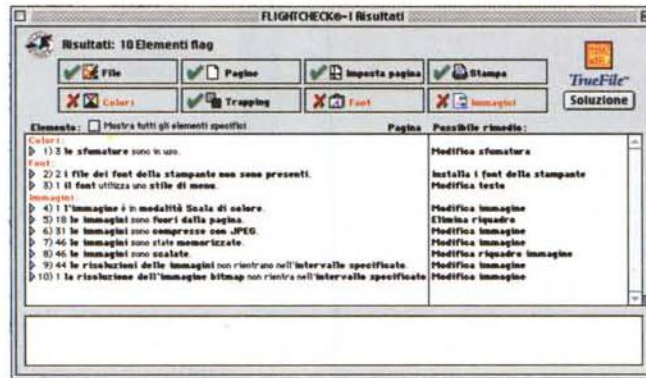 FLIGHTCHECK®-I Risultati
Risultati: 10 Elementi flag
File
Pagine
Imposta pagina
Stampa
Colori
Trapping
Font
Immagini
TrueFile™
Soluzione
Elemento: Mostra tutti gli elementi specifici Pagina Possibile rimedio:
Colori:
1) 3 le sfumature sono in uso. Modifica sfumatura
Font:
2) 2 i file dei font della stampante non sono presenti. Installa i font della stampante
3) 1 il font utilizza uno stile di menu. Modifica testo
Immagini:
4) 1 l'immagine è in modalità Scala di colore. Modifica immagine
5) 18 le immagini sono fuori dalla pagina. Elimina riquadro
6) 31 le immagini sono compresse con JPEG. Modifica immagine
7) 46 le immagini sono state memorizzate. Modifica immagine
8) 46 le immagini sono scalate. Modifica riquadro immagine
9) 44 le risoluzioni delle immagini non rientrano nell'intervallo specificato. Modifica immagine
10) 1 la risoluzione dell'immagine bitmap non rientra nell'intervallo specificato Modifica immagine